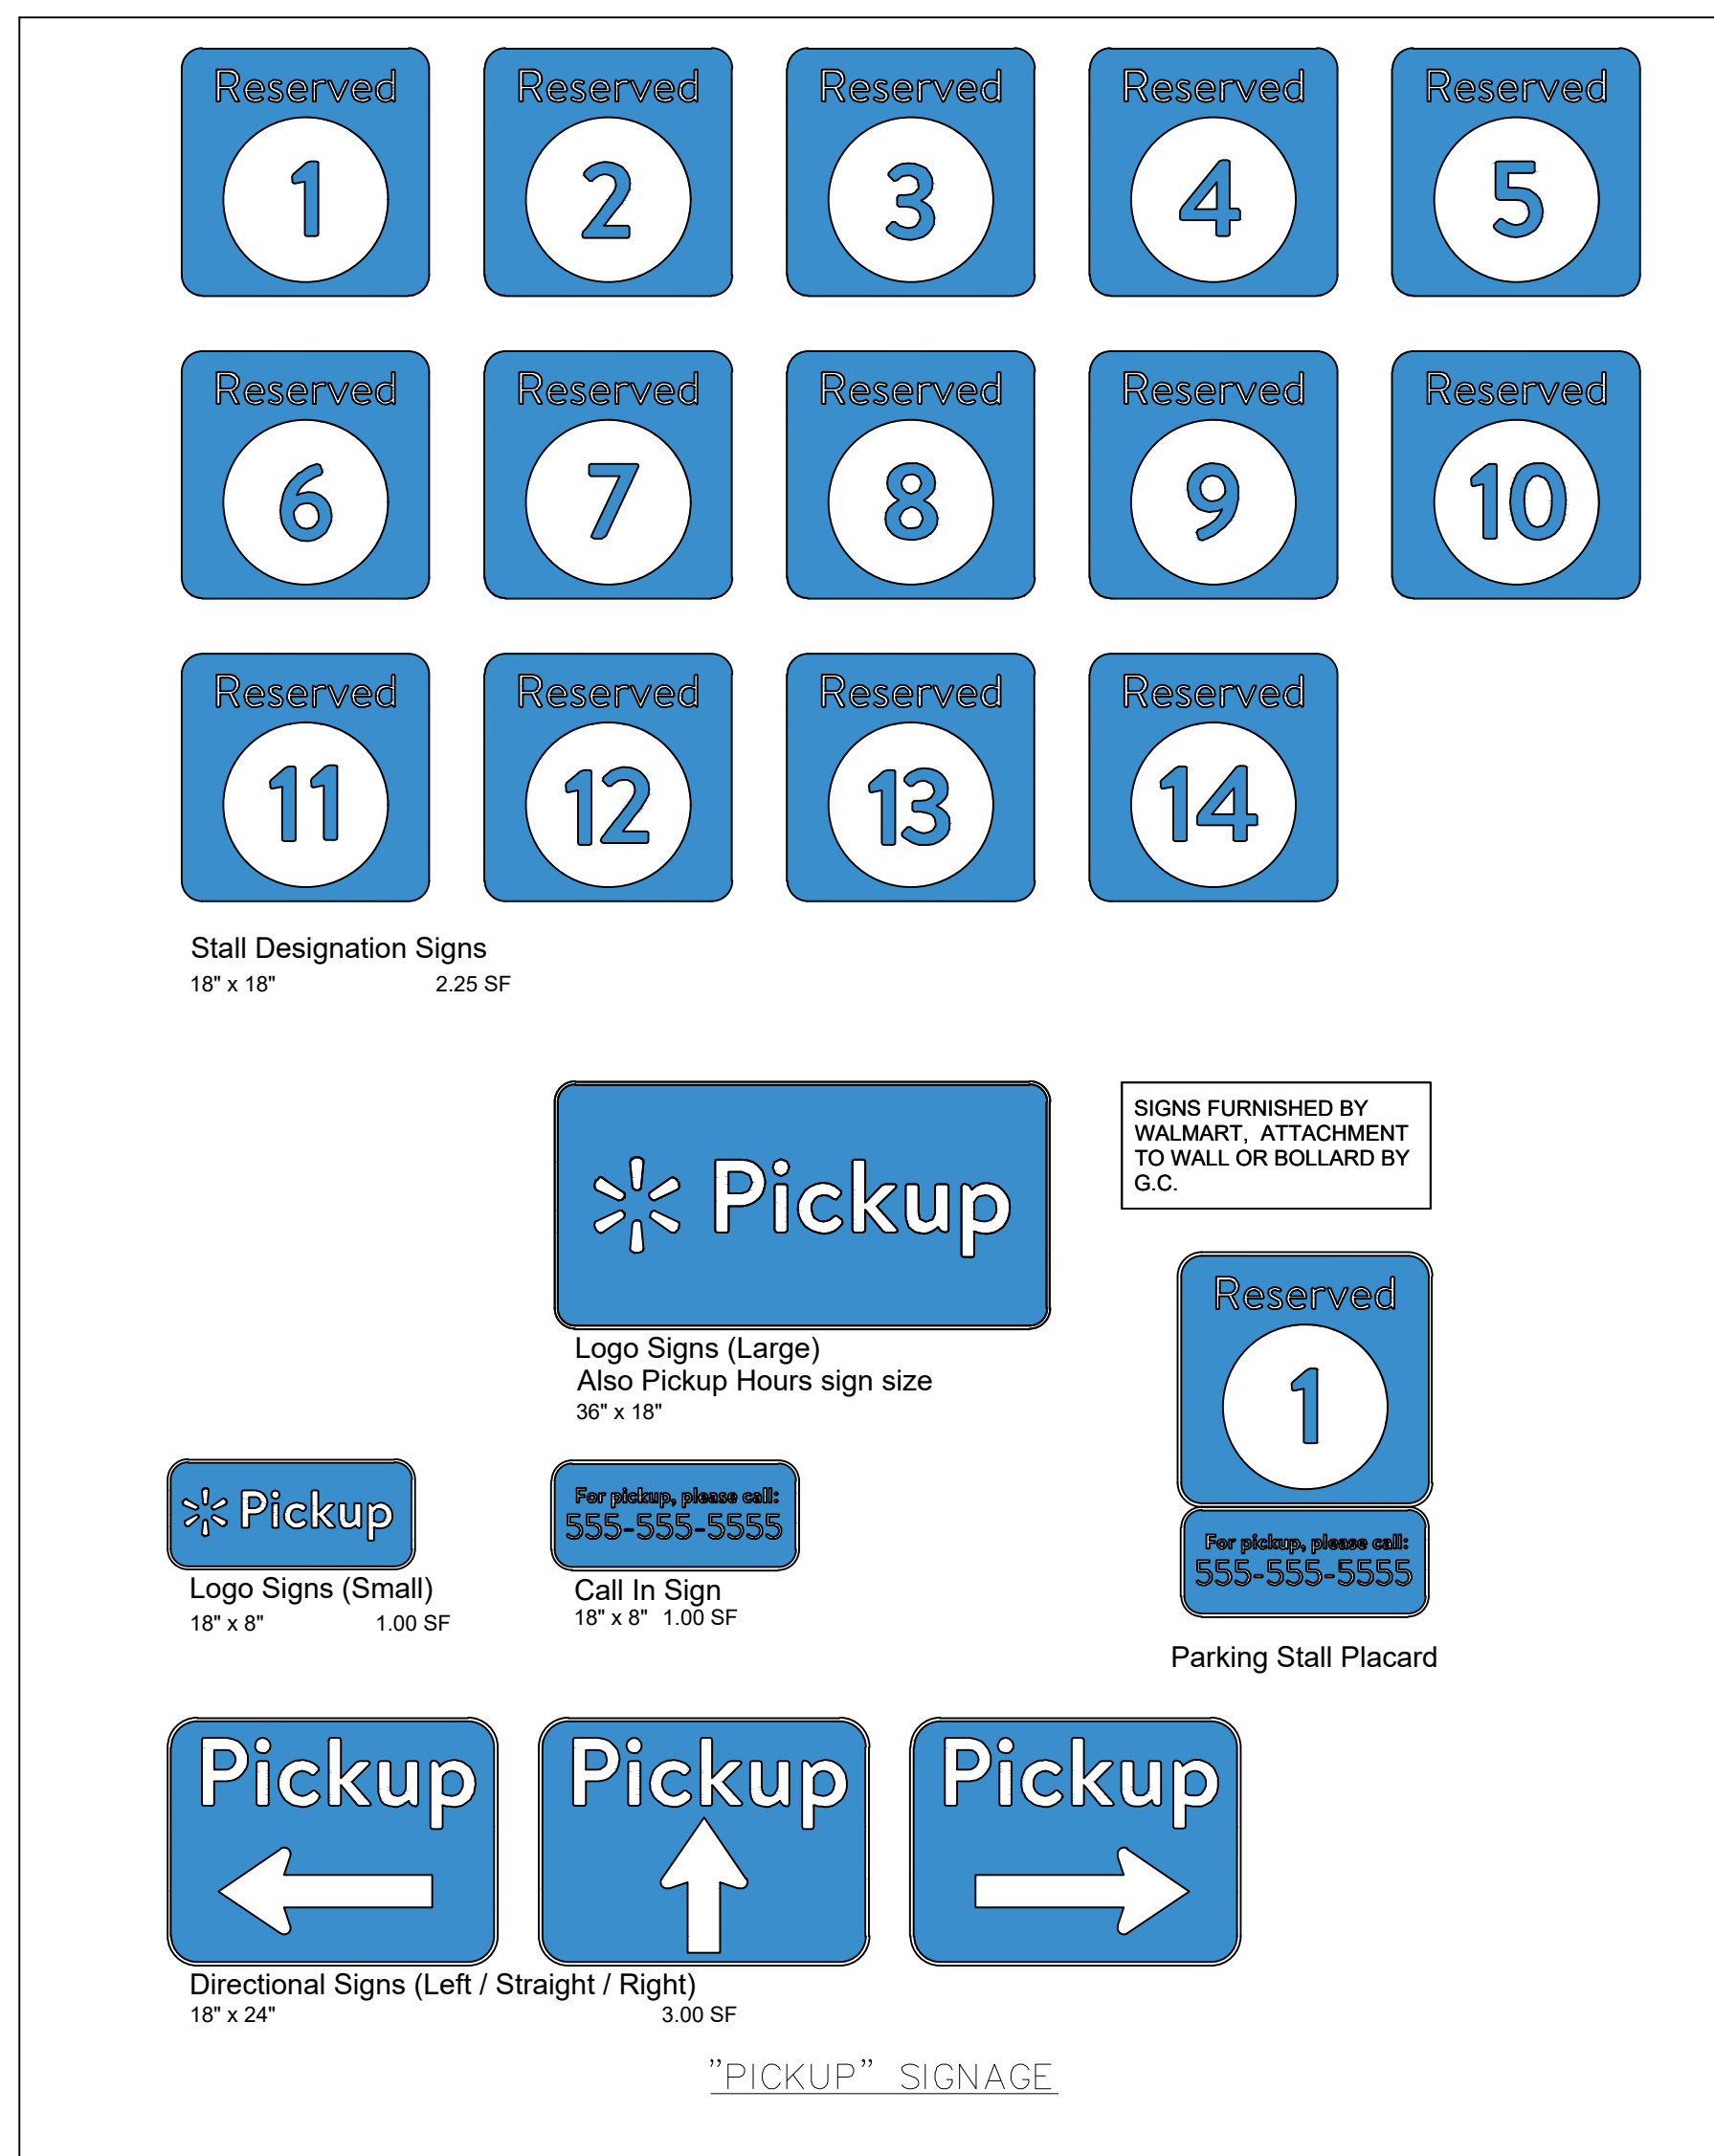 Reserved Reserved Reserved Reserved Reserved
1 2 3 4 5
Reserved Reserved Reserved Reserved Reserved
6 7 8 9 10
Reserved Reserved Reserved Reserved
11 12 13 14
Stall Designation Signs
18" x 18" 2.25 SF
Pickup
Logo Signs (Large)
Also Pickup Hours sign size
36" x 18"
SIGNS FURNISHED BY
WALMART, ATTACHMENT
TO WALL OR BOLLARD BY
G.C.
Reserved
1
For pickup, please call:
555-555-5555
Parking Stall Placard
Pickup
Logo Signs (Small)
18" x 8" 1.00 SF
For pickup, please call:
555-555-5555
Call In Sign
18" x 8" 1.00 SF
Pickup Pickup Pickup
Directional Signs (Left / Straight / Right)
18" x 24" 3.00 SF
"PICKUP" SIGNAGE